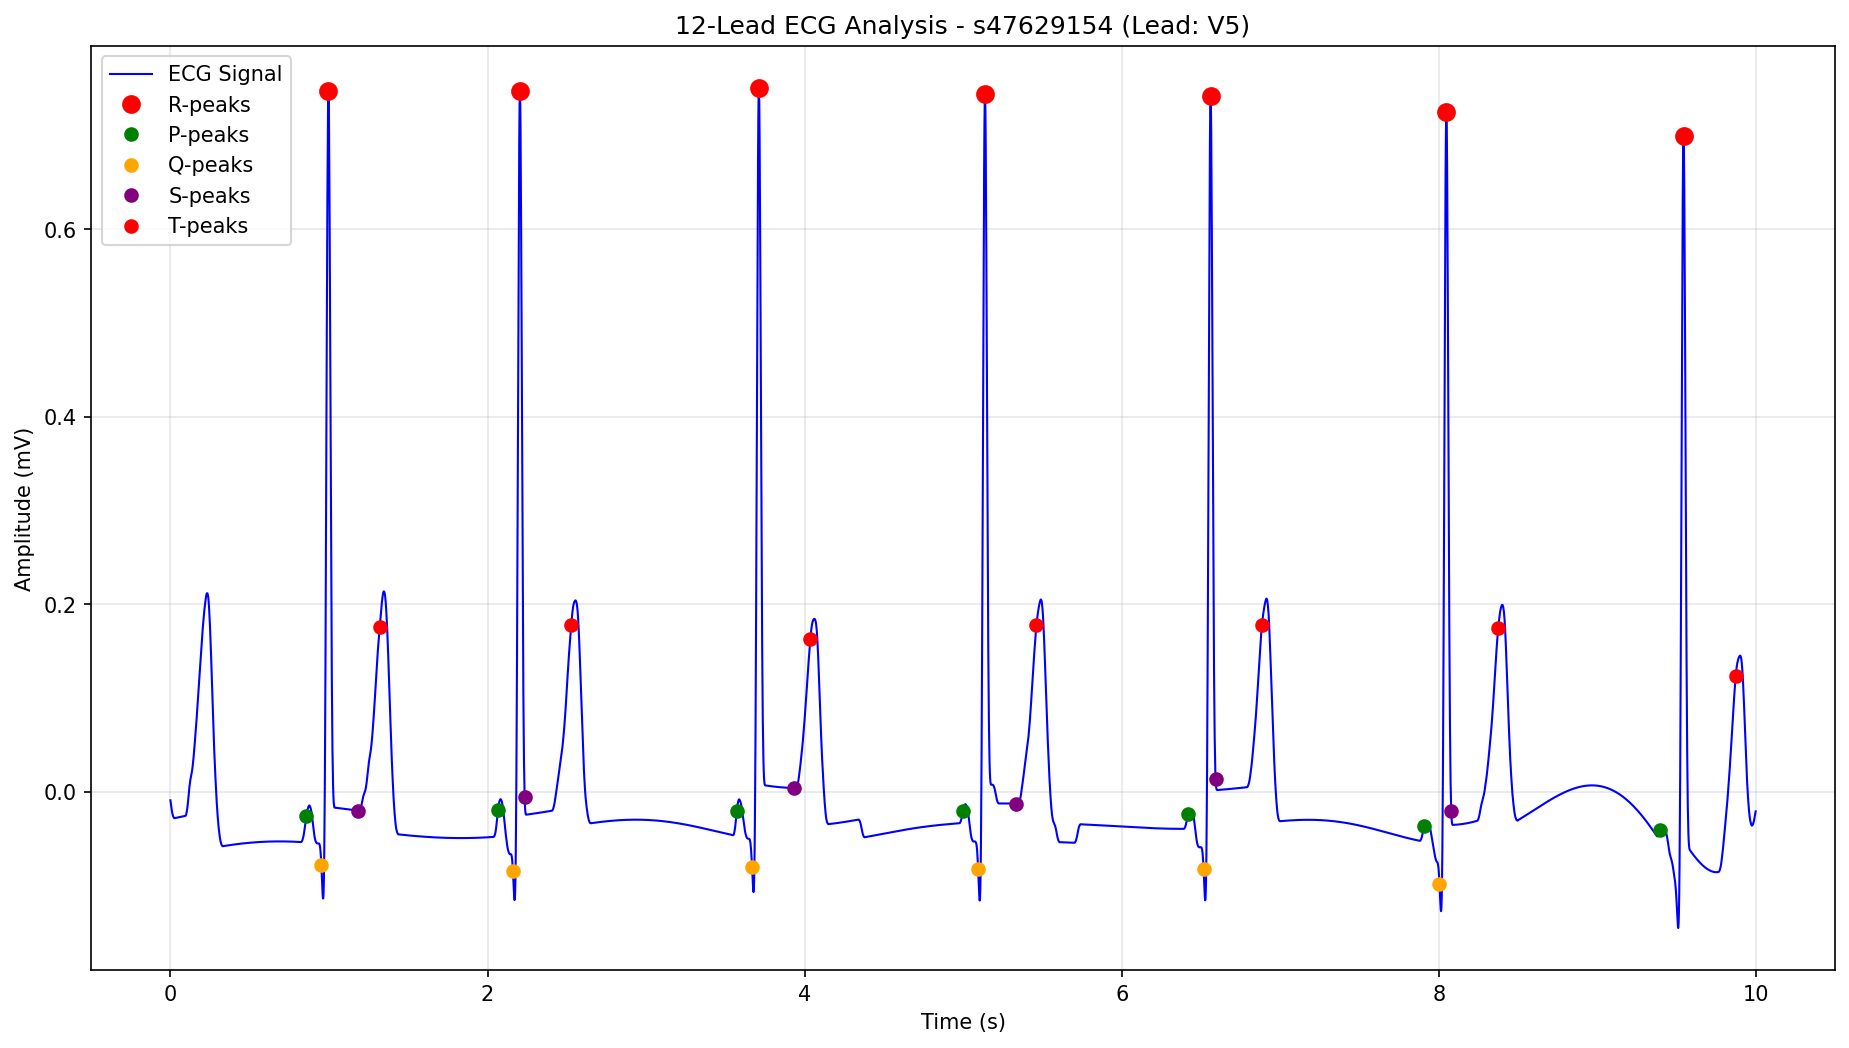 12-Lead ECG Analysis - s47629154 (Lead: V5)
ECG Signal
R-peaks
P-peaks
Q-peaks
S-peaks
T-peaks
Amplitude (mV)
0.6
0.4
0.2
0.0
0 2 4 6 8 10
Time (s)